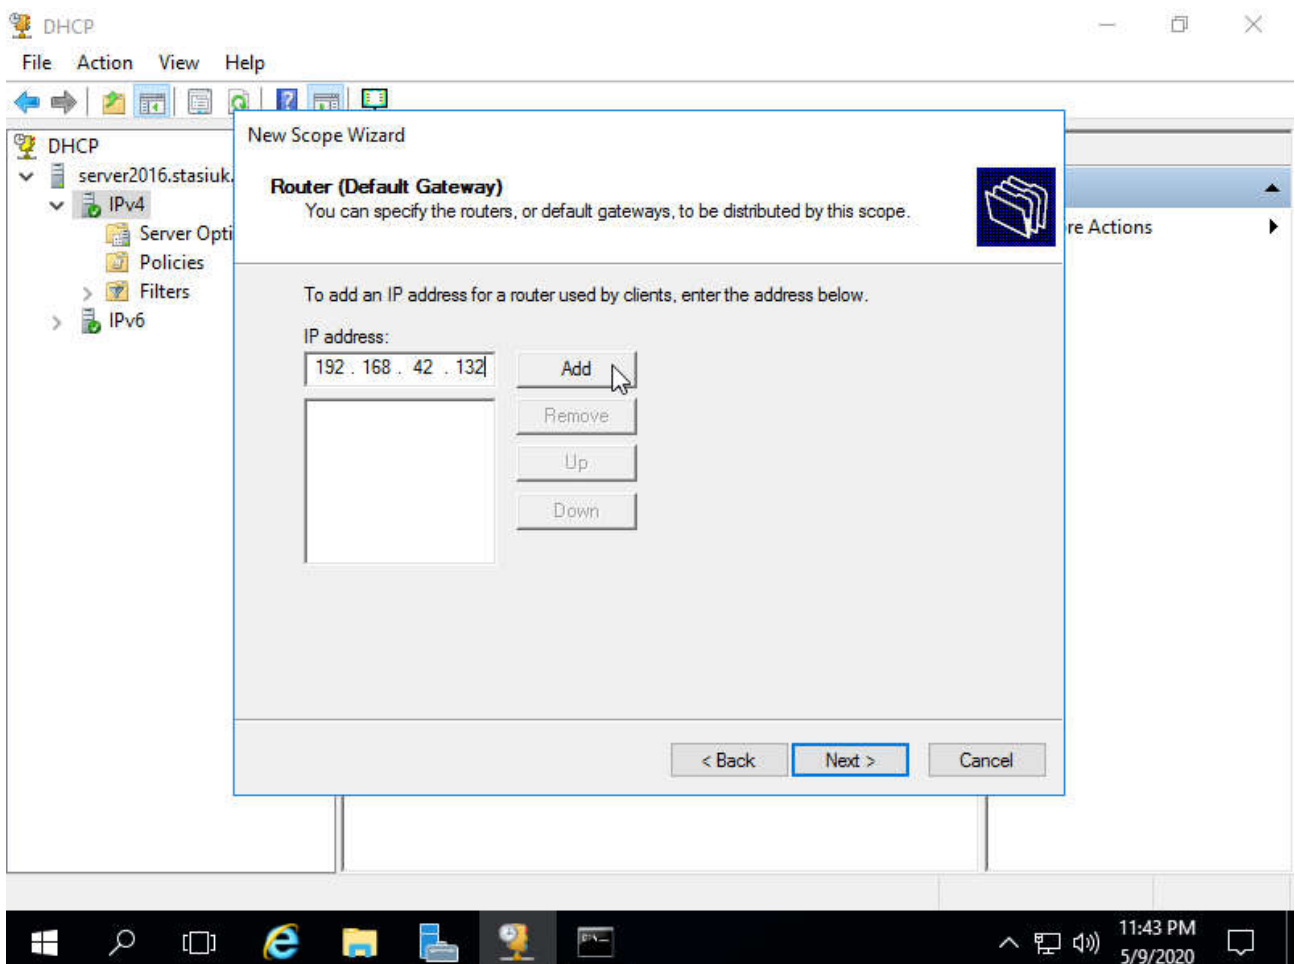 DHCP
File Action View Help
DHCP
server2016.stasiuk.
IPv4
Server Opti
Policies
Filters
IPv6
New Scope Wizard
Router (Default Gateway)
You can specify the routers, or default gateways, to be distributed by this scope.
To add an IP address for a router used by clients, enter the address below.
IP address:
192 . 168 . 42 . 132
Add
Remove
Up
Down
< Back Next > Cancel
re Actions
11:43 PM
5/9/2020